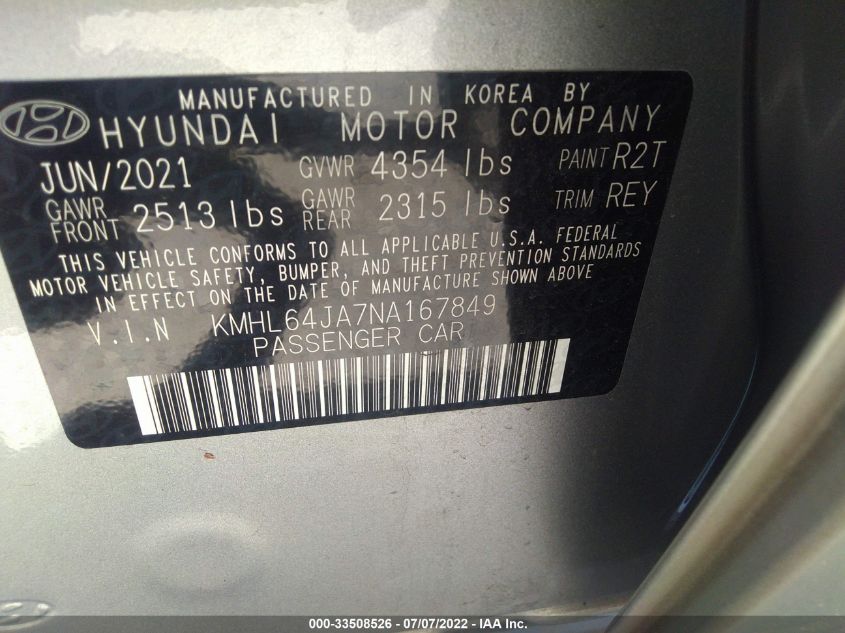 MANUFACTURED IN KOREA BY
HYUNDAI MOTOR COMPANY
JUN/2021 GVWR 4354 lbs PAINT R2T
GAWR FRONT 2513 lbs GAWR REAR 2315 lbs TRIM REY
THIS VEHICLE CONFORMS TO ALL APPLICABLE U.S.A. FEDERAL
MOTOR VEHICLE SAFETY, BUMPER, AND THEFT PREVENTION STANDARDS
IN EFFECT ON THE DATE OF MANUFACTURE SHOWN ABOVE
V.I.N KMHL64JA7NA167849
PASSENGER CAR
000-33508526 - 07/07/2022 - IAA Inc.